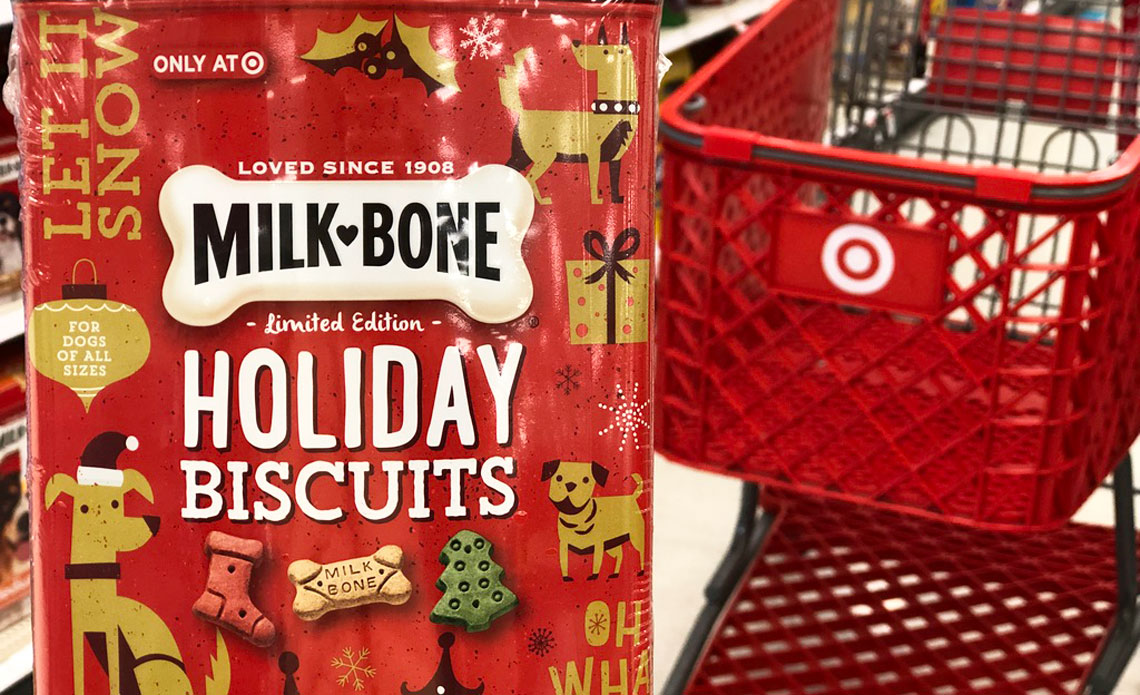 LET IT
SNOW
ONLY AT
LOVED SINCE 1908
MILK♥BONE
- Limited Edition -
®
FOR
DOGS
OF ALL
SIZES
HOLIDAY
BISCUITS
MILK
BONE
OH